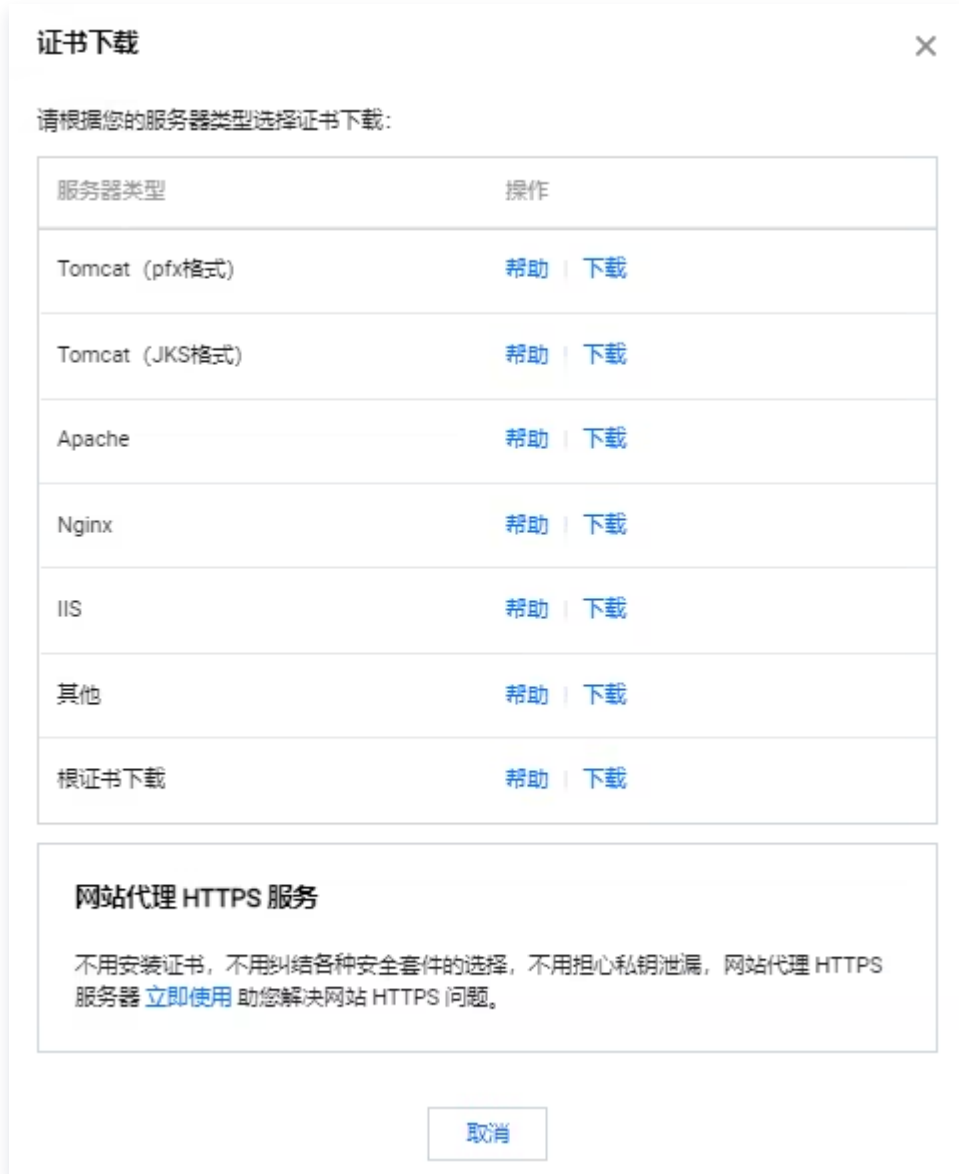 证书下载
请根据您的服务器类型选择证书下载：
服务器类型 操作
Tomcat（pfx格式） 帮助 下载
Tomcat（JKS格式） 帮助 下载
Apache 帮助 下载
Nginx 帮助 下载
IIS 帮助 下载
其他 帮助 下载
根证书下载 帮助 下载
网站代理 HTTPS 服务
不用安装证书，不用纠结各种安全套件的选择，不用担心私钥泄漏，网站代理 HTTPS
服务器 立即使用 助您解决网站 HTTPS 问题。
取消